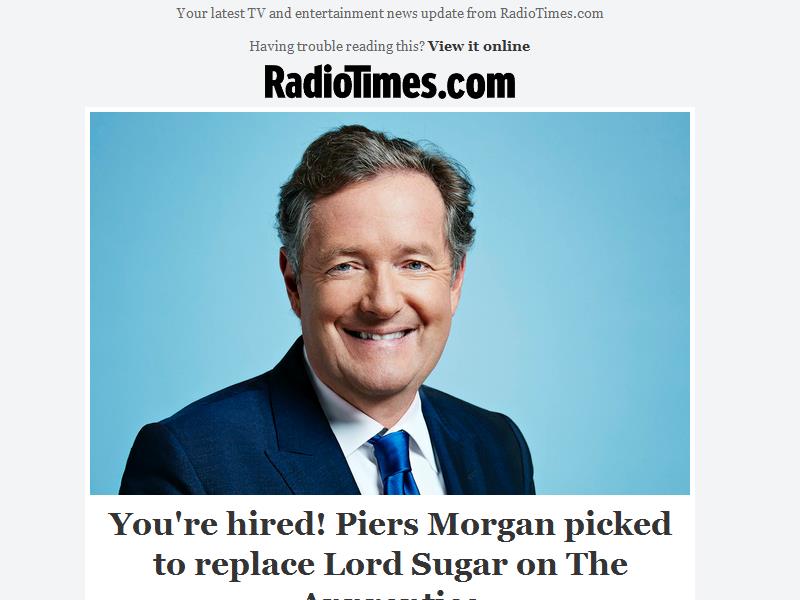 Your latest TV and entertainment news update from RadioTimes.com
Having trouble reading this? View it online
RadioTimes.com
You're hired! Piers Morgan picked
to replace Lord Sugar on The